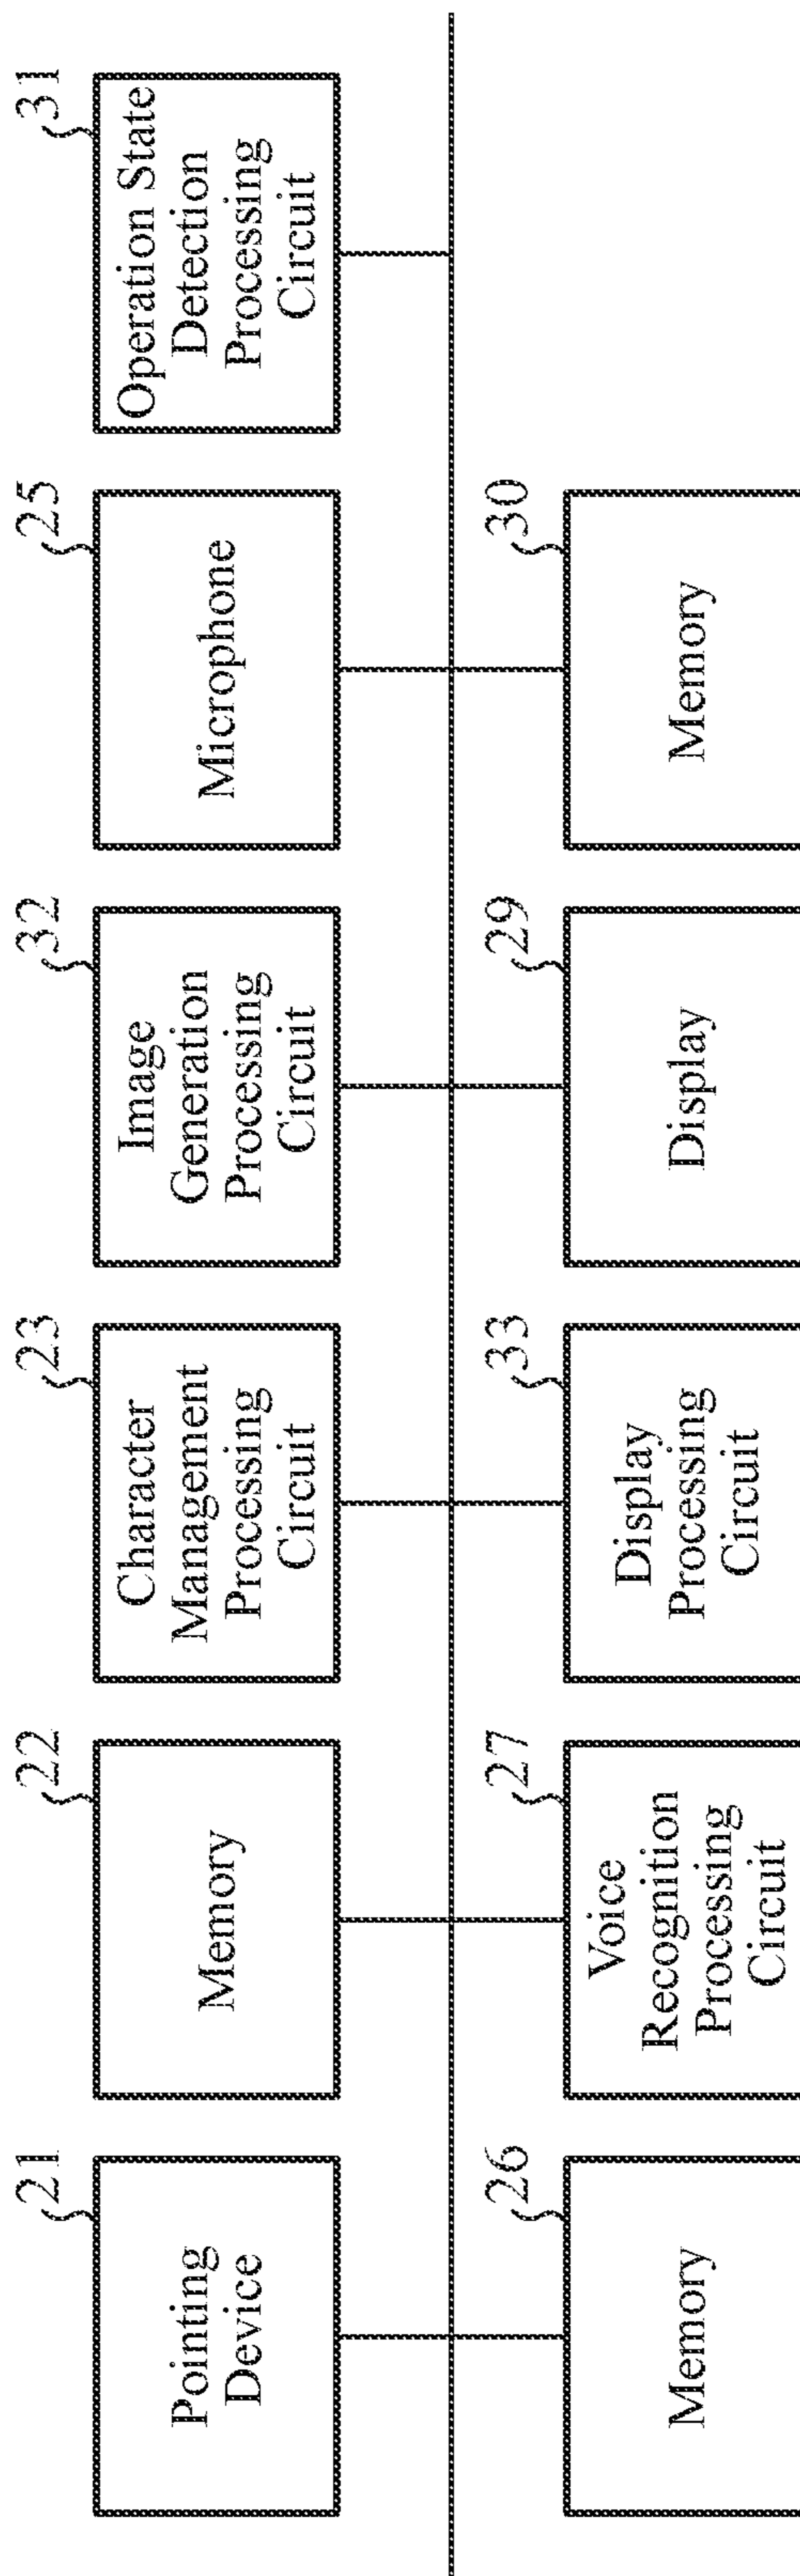 21
Pointing
Device
22
Memory
23
Character
Management
Processing
Circuit
32
Image
Generation
Processing
Circuit
25
Microphone
31
Operation State
Detection
Processing
Circuit
26
Memory
27
Voice
Recognition
Processing
Circuit
33
Display
Processing
Circuit
29
Display
30
Memory